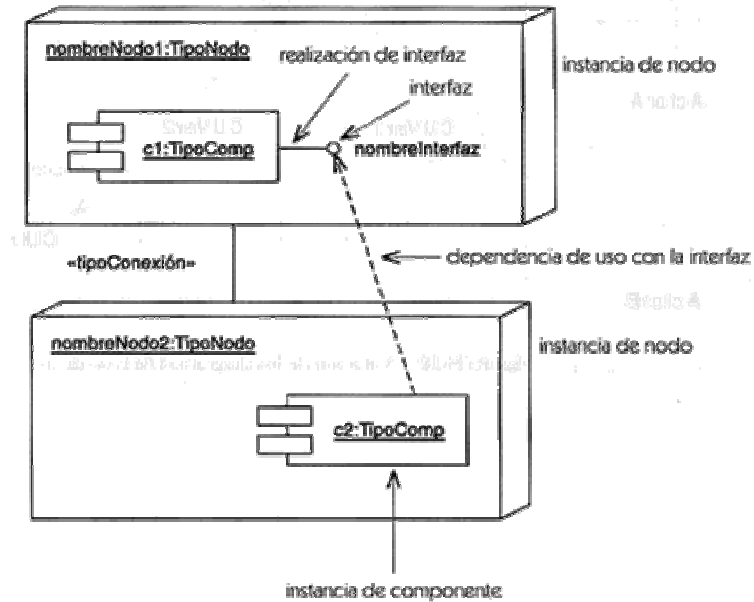 nombreNodo1:TipoNodo
realización de interfaz
instancia de nodo
interfaz
c1:TipoComp
nombreInterfaz
«tipoConexión»
dependencia de uso con la interfaz
nombreNodo2:TipoNodo
instancia de nodo
c2:TipoComp
instancia de componente